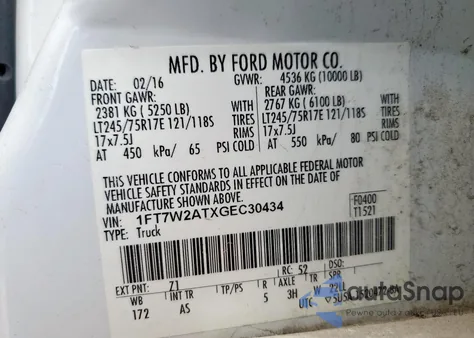 MFD. BY FORD MOTOR CO.
DATE: 02/16 GVWR: 4536 KG (10000 LB)
FRONT GAWR: REAR GAWR:
2381 KG ( 5250 LB) 2767 KG ( 6100 LB)
LT245/75R17E 121/118S TIRES LT245/75R17E 121/118S TIRES
17x7.5J RIMS 17x7.5J RIMS
AT 450 kPa/ 65 PSI COLD AT 550 kPa/ 80 PSI COLD
THIS VEHICLE CONFORMS TO ALL APPLICABLE FEDERAL MOTOR
VEHICLE SAFETY STANDARDS IN EFFECT ON THE DATE OF
MANUFACTURE SHOWN ABOVE.
VIN: 1FT7W2ATXGEC30434 F0400
TYPE: Truck T1521
EXT PNT: Z1 RC: 52 DSO:
WB INT TR TP/PS R AXLE TR SPR
172 AS 5 3H W 22LL
UTC
autoSnap
Pewne auto z